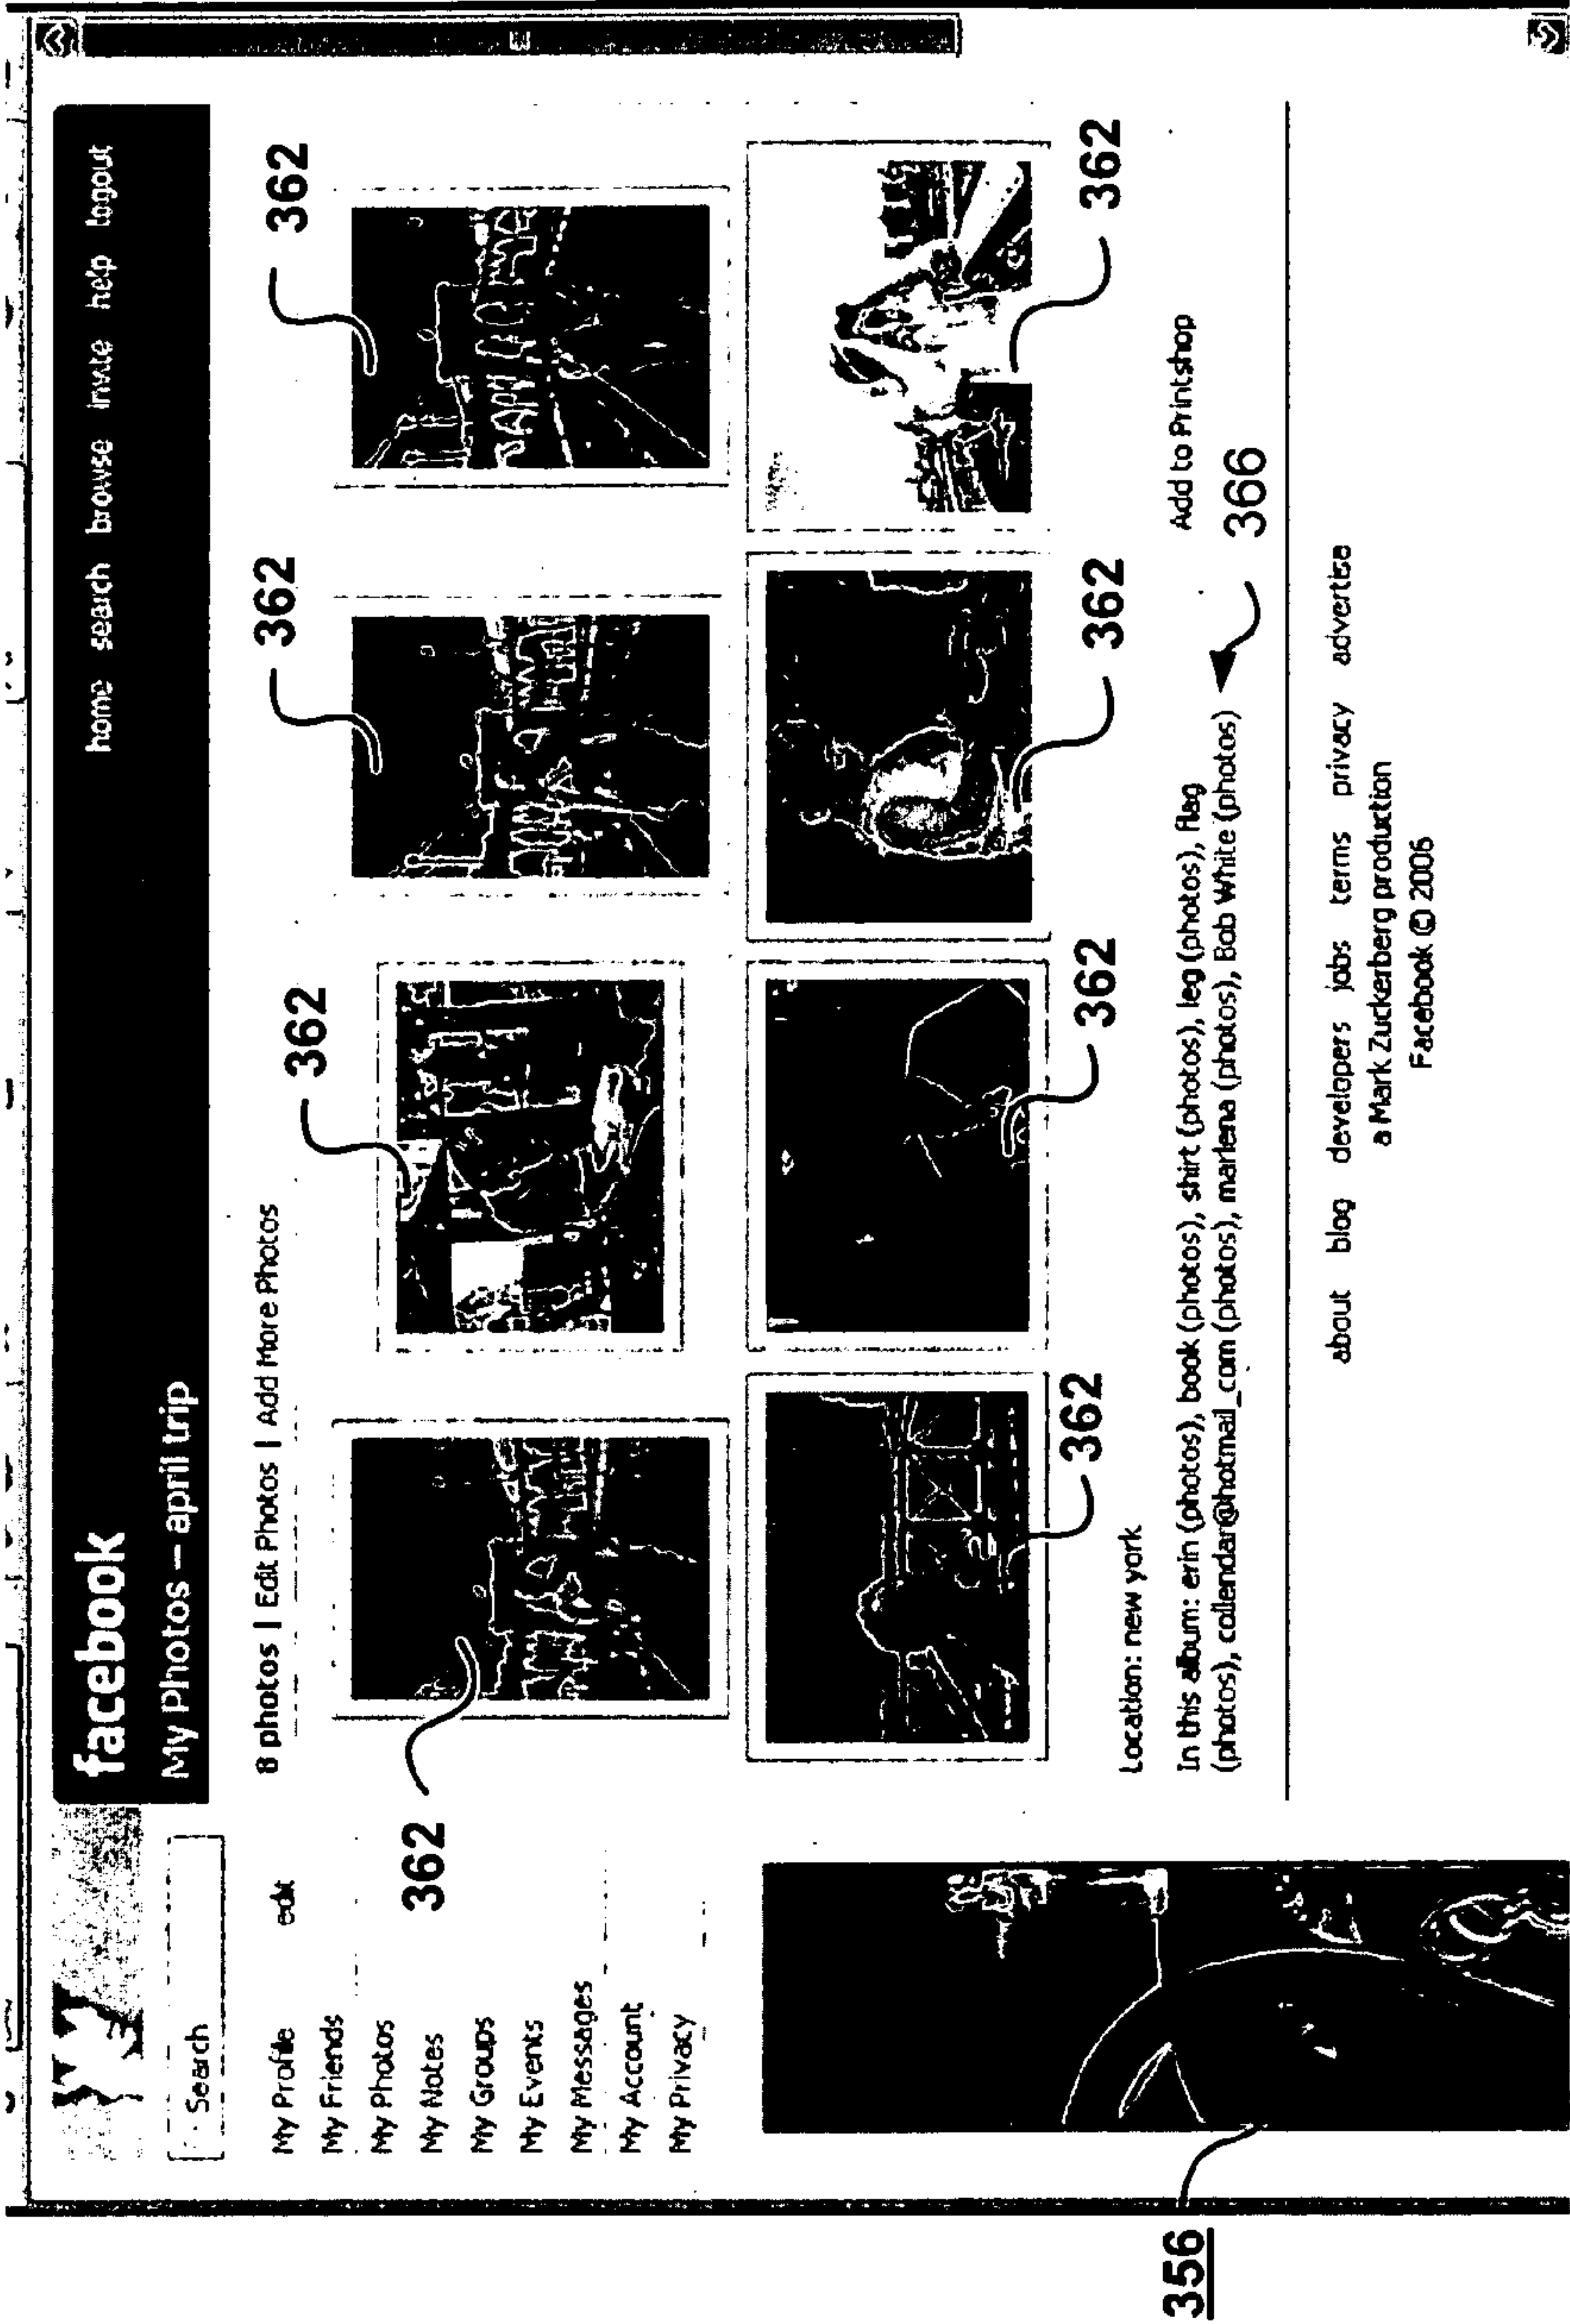 facebook
home search browse invite help logout
My Photos – april trip
Search
My Profile edit
My Friends
My Photos
My Notes
My Groups
My Events
My Messages
My Account
My Privacy
8 photos | Edit Photos | Add More Photos
362
362
362
362
362
362
362
362
Location: new york
Add to Printshop
In this album: erin (photos), book (photos), shirt (photos), leg (photos), flag
(photos), collendar@hotmail_com (photos), marlena (photos), Bob White (photos)
366
about blog developers jobs terms privacy advertise
a Mark Zuckerberg production
Facebook © 2006
356